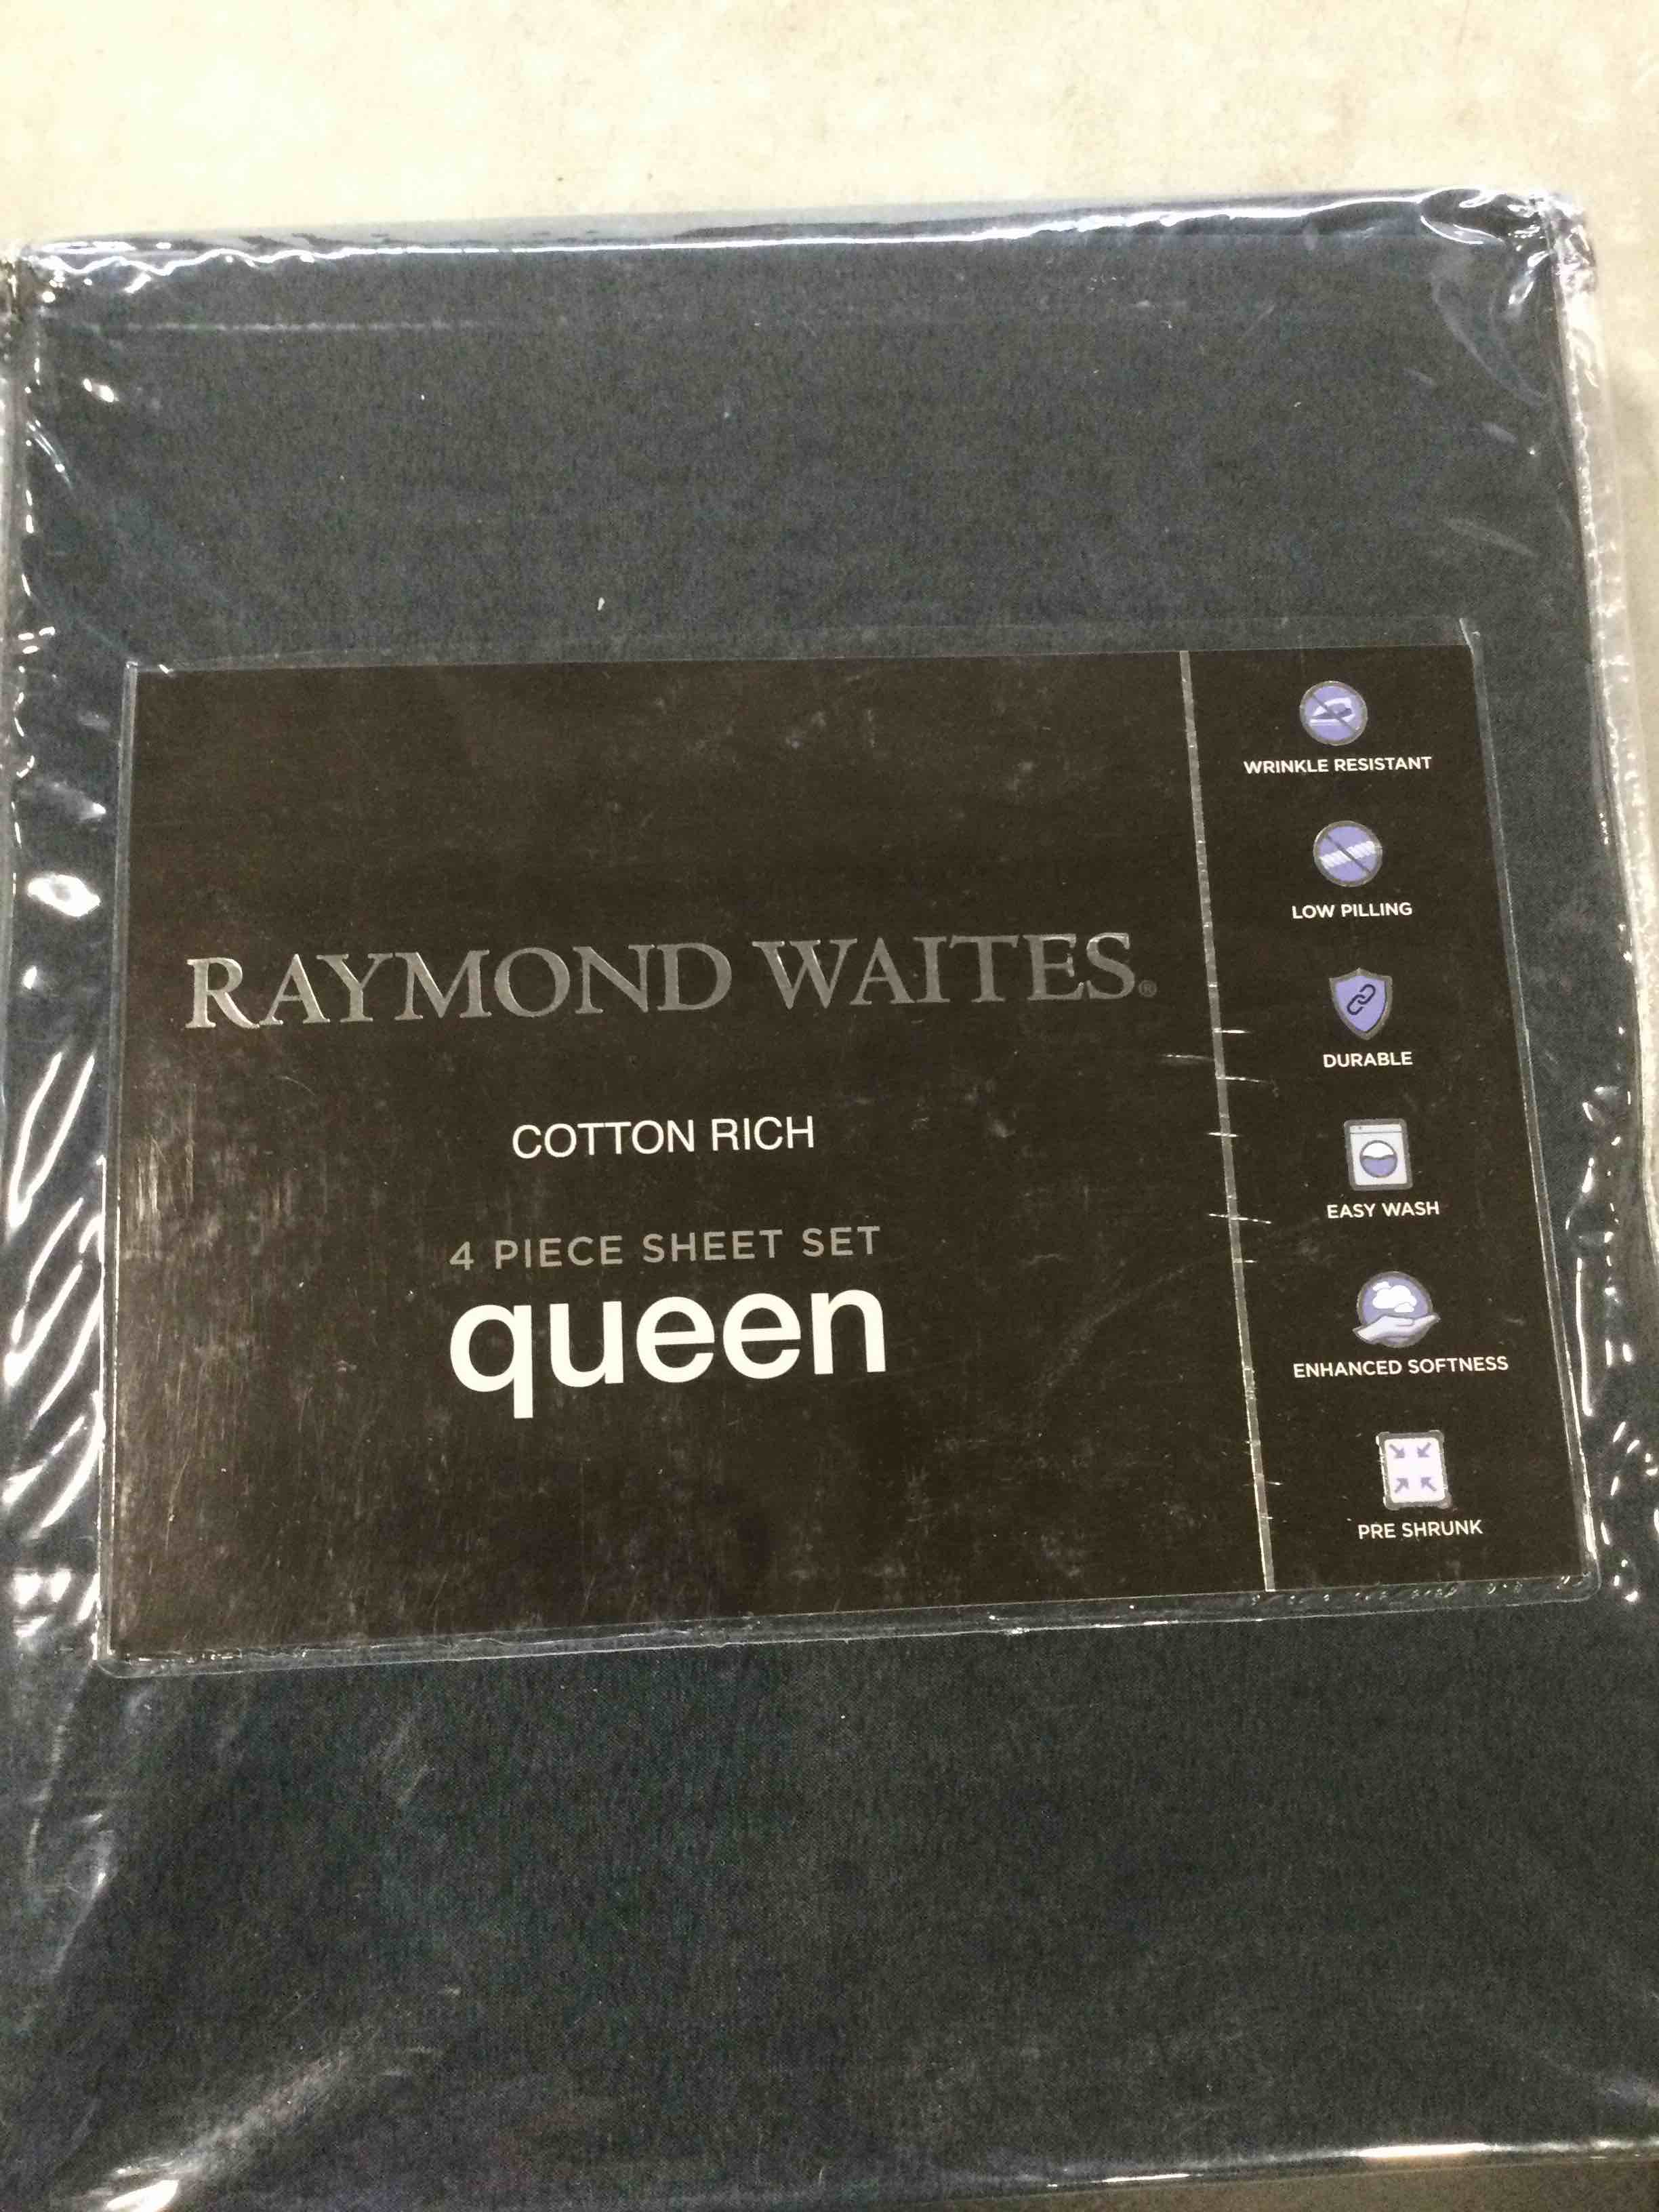 RAYMOND WAITES®
COTTON RICH
4 PIECE SHEET SET
queen
WRINKLE RESISTANT
LOW PILLING
DURABLE
EASY WASH
ENHANCED SOFTNESS
PRE SHRUNK